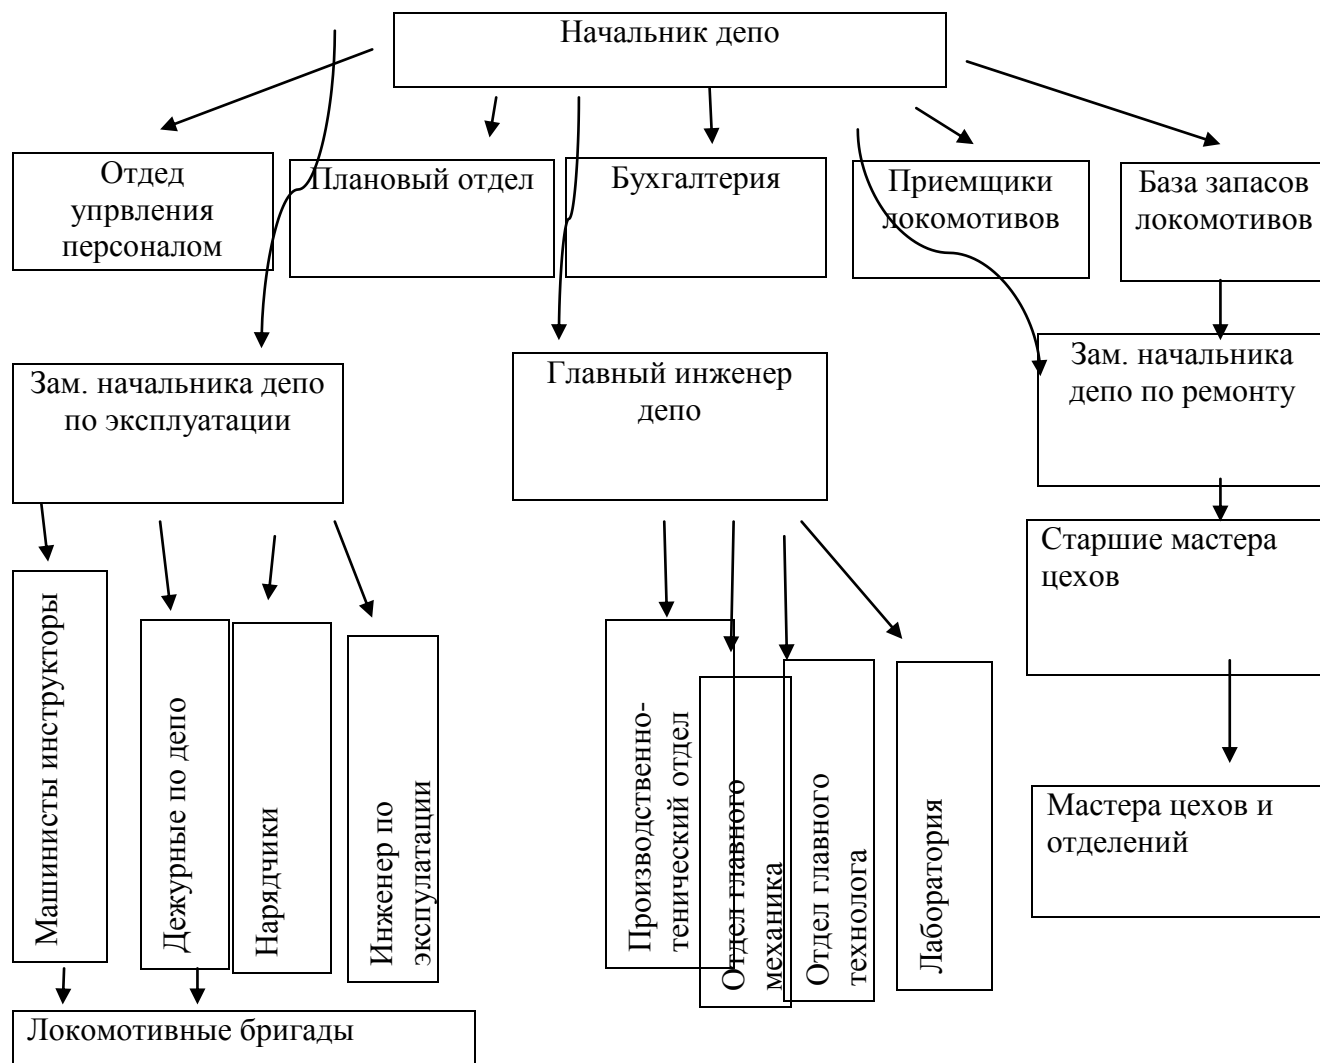 Начальник депо
Отдед
упрвления
персоналом
Плановый отдел
Бухгалтерия
Приемщики
локомотивов
База запасов
локомотивов
Зам. начальника депо
по эксплуатации
Главный инженер
депо
Зам. начальника
депо по ремонту
Старшие мастера
цехов
Машинисты инструкторы
Дежурные по депо
Нарядчики
Инженер по
экспулатации
Производственно-
тенический отдел
Отдел главного
механика
Отдел главного
технолога
Лаборатория
Мастера цехов и
отделений
Локомотивные бригады